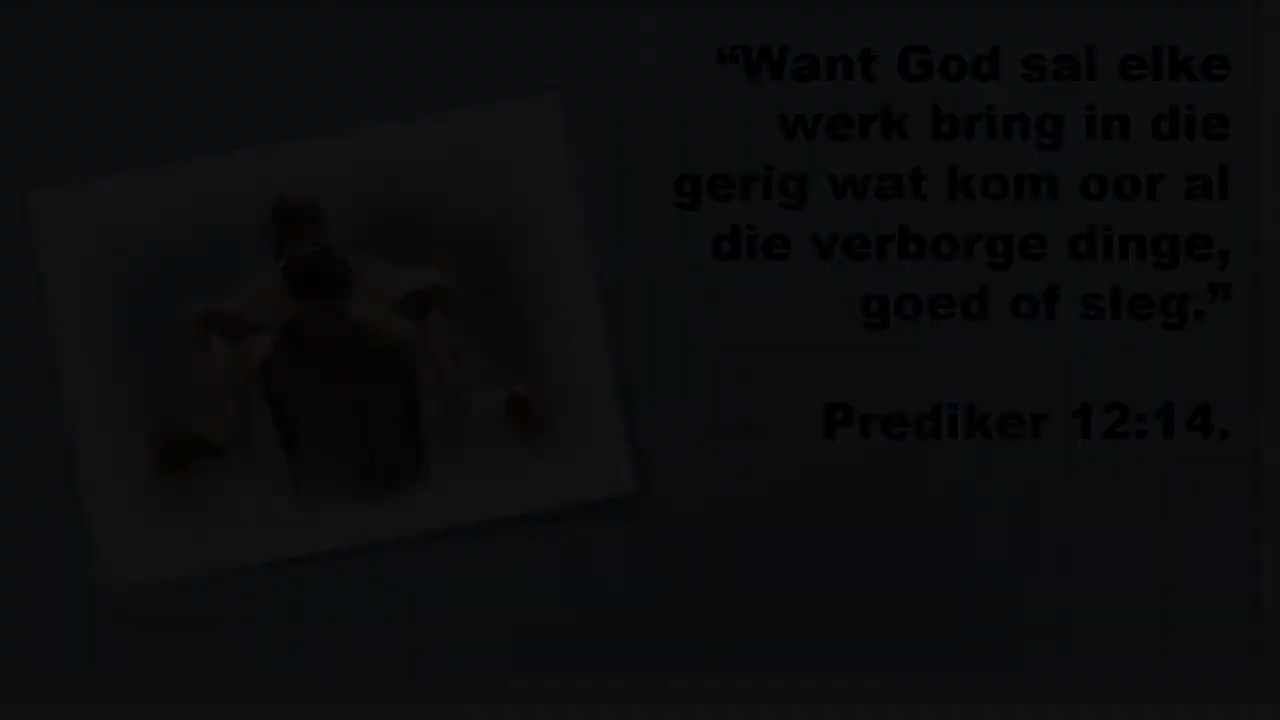 “Want God sal elke
werk bring in die
gerig wat kom oor al
die verborge dinge,
goed of sleg.”
Prediker 12:14.